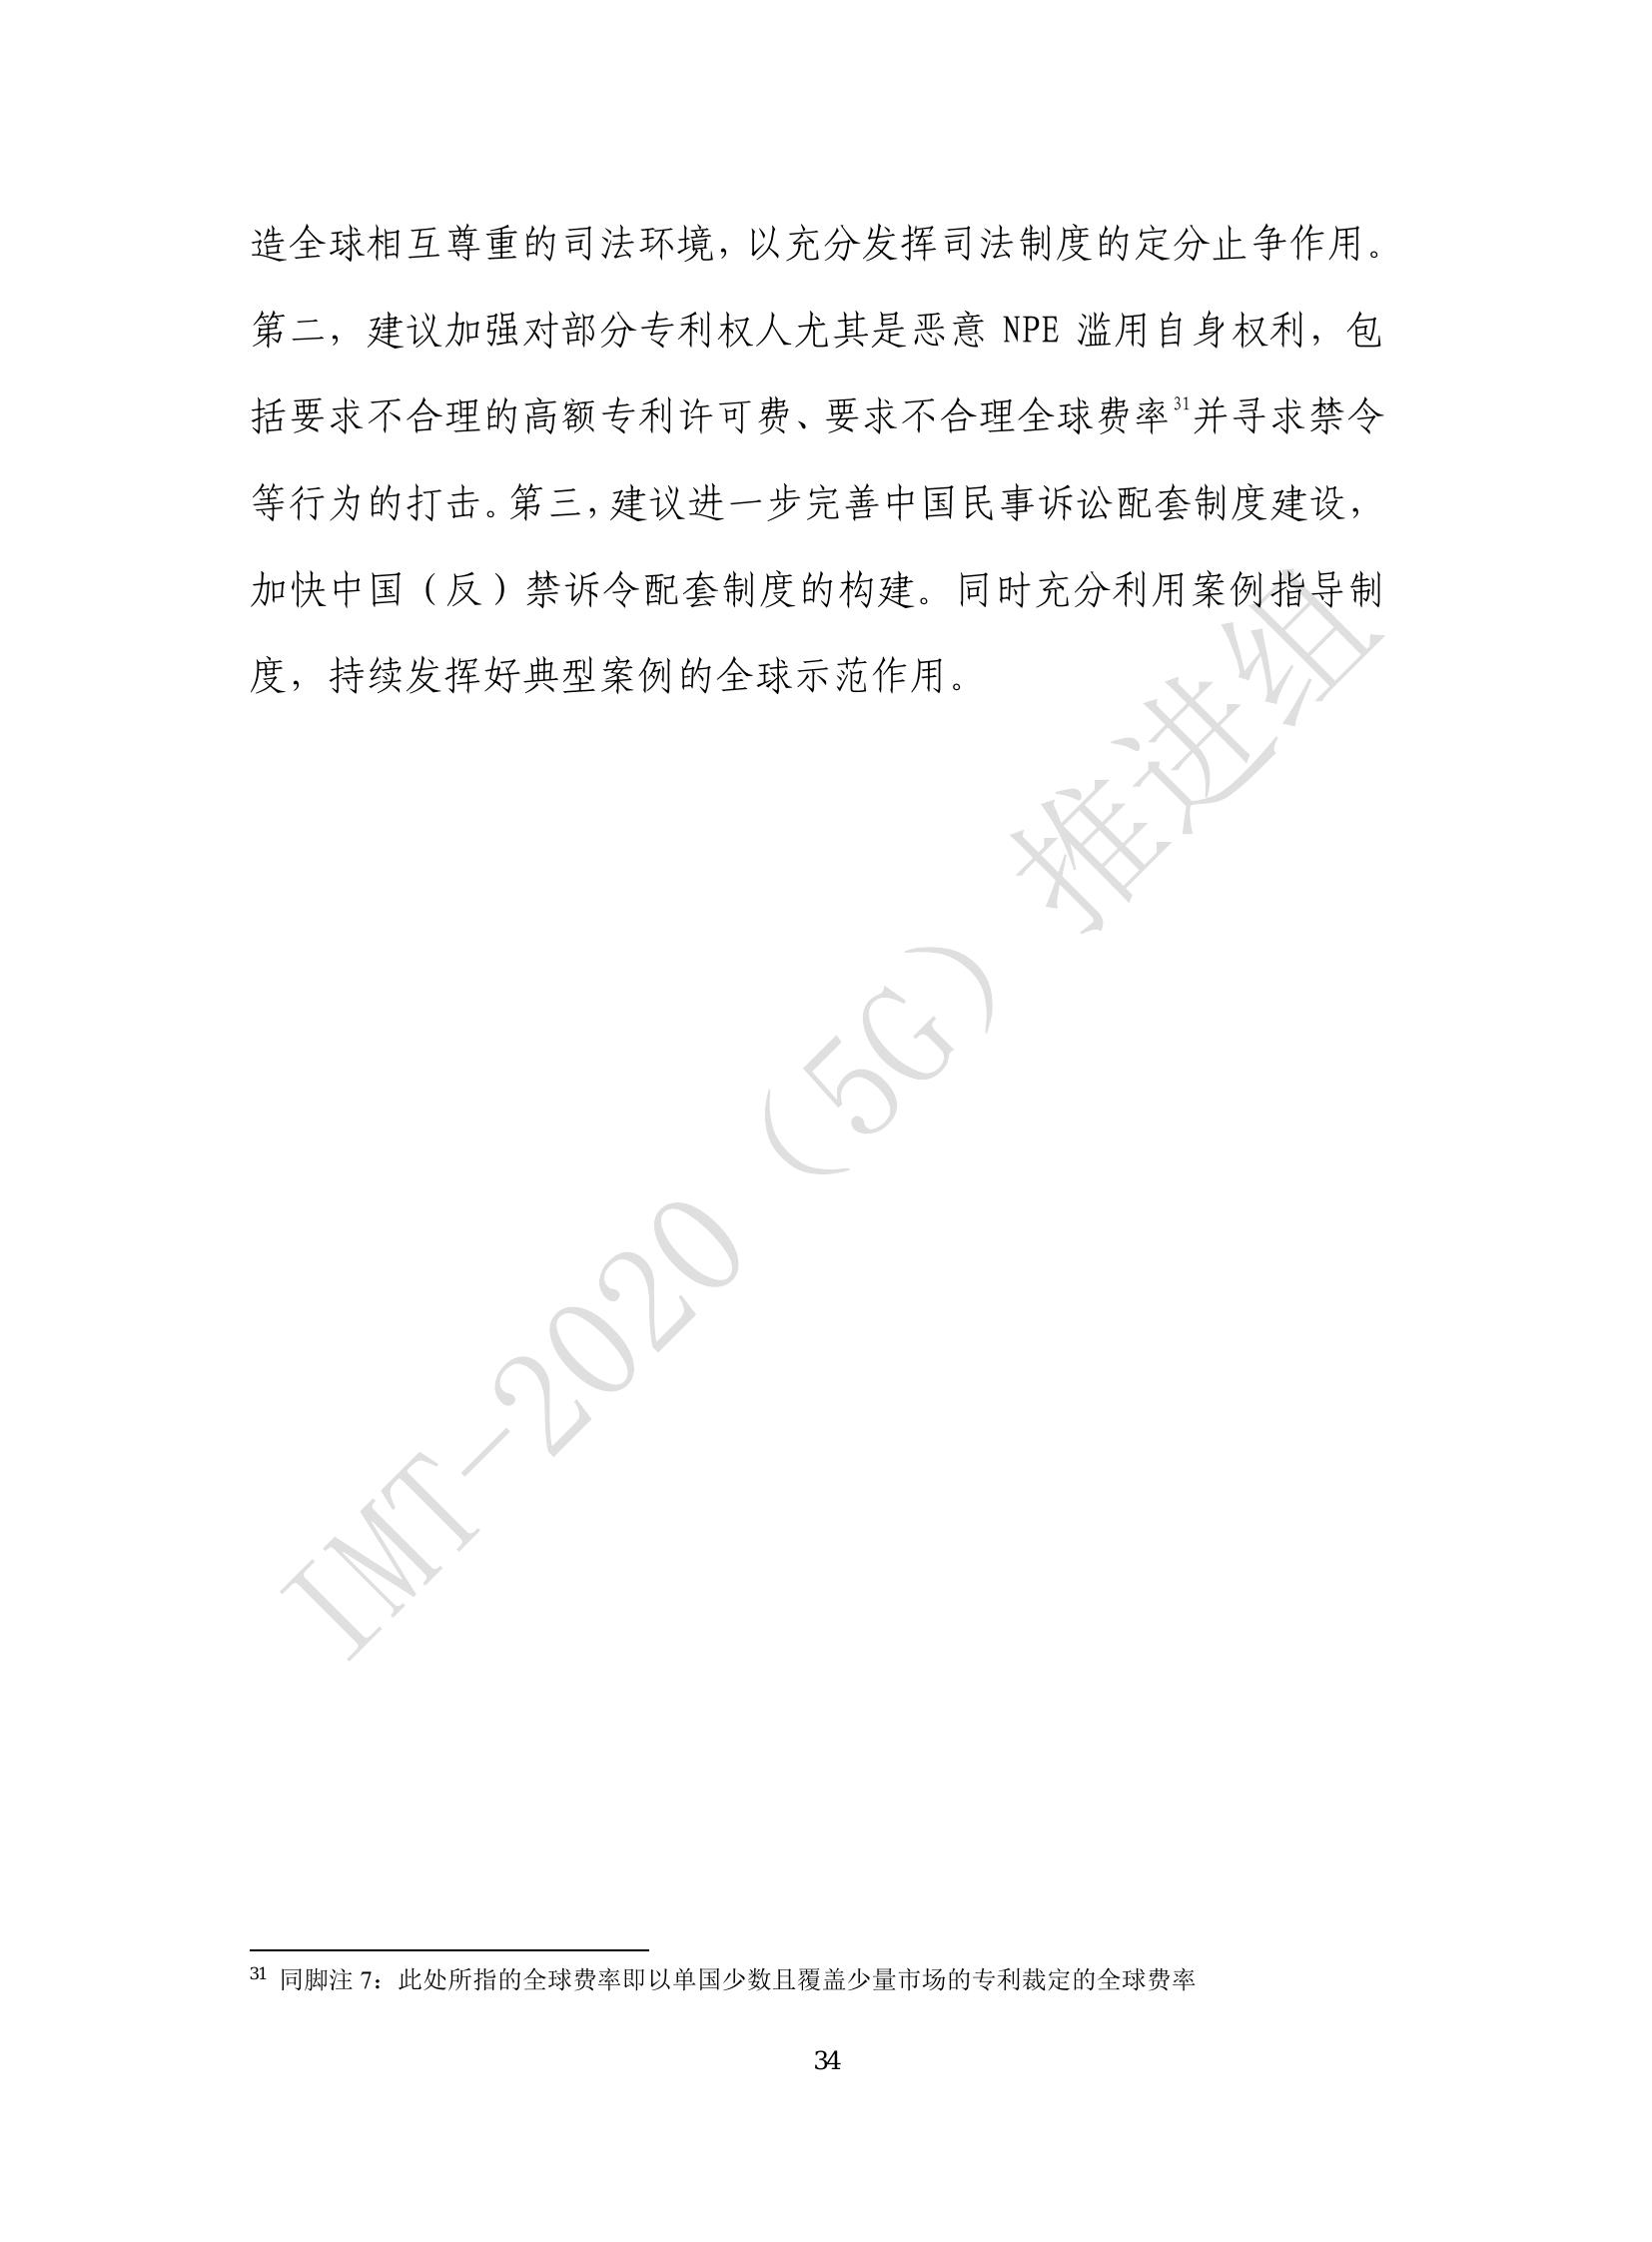 造全球相互尊重的司法环境，以充分发挥司法制度的定分止争作用。
第二，建议加强对部分专利权人尤其是恶意 NPE 滥用自身权利，包
括要求不合理的高额专利许可费、要求不合理全球费率31并寻求禁令
等行为的打击。第三，建议进一步完善中国民事诉讼配套制度建设，
加快中国（反）禁诉令配套制度的构建。同时充分利用案例指导制
度，持续发挥好典型案例的全球示范作用。
IMT-2020（5G）推进组
31 同脚注 7：此处所指的全球费率即以单国少数且覆盖少量市场的专利裁定的全球费率
34